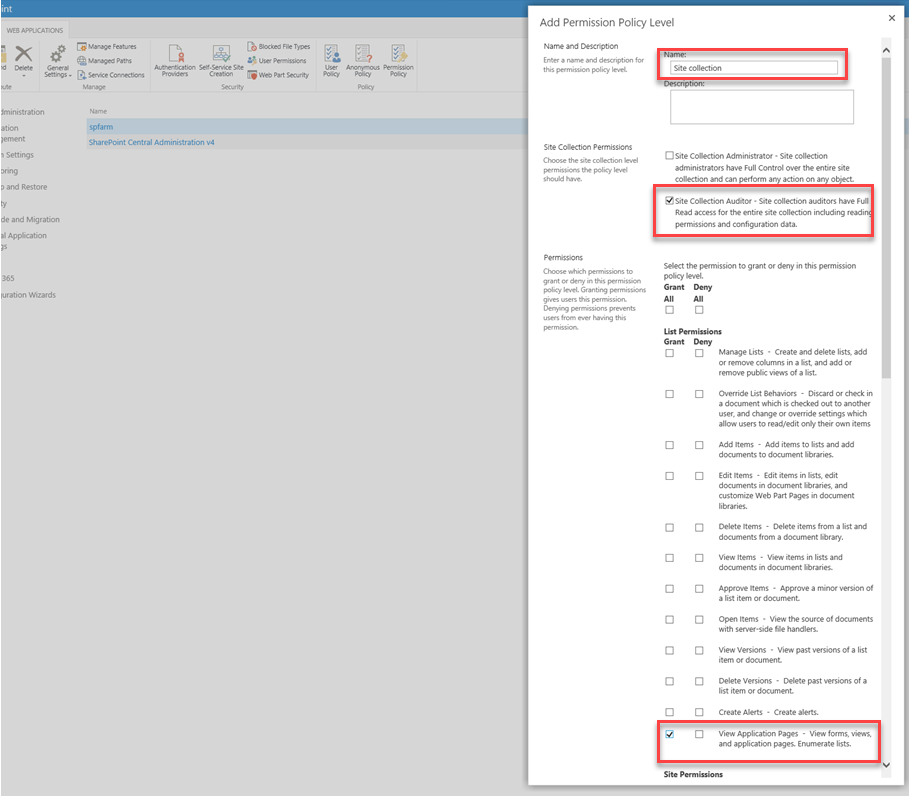 int
WEB APPLICATIONS
Delete
General
Settings
Manage Features
Managed Paths
Service Connections
Manage
Authentication
Providers
Self-Service Site
Creation
Blocked File Types
User Permissions
Web Part Security
Security
User
Policy
Anonymous
Policy
Permission
Policy
Policy
dministration
ation
gement
n Settings
oring
p and Restore
ty
de and Migration
al Application
gs
365
uration Wizards
Name
spfarm
SharePoint Central Administration v4
Add Permission Policy Level
Name and Description
Enter a name and description for
this permission policy level.
Name:
Site collection
Description:
Site Collection Permissions
Choose the site collection level
permissions the policy level
should have.
Site Collection Administrator - Site collection
administrators have Full Control over the entire site
collection and can perform any action on any object.
Site Collection Auditor - Site collection auditors have Full
Read access for the entire site collection including reading
permissions and configuration data.
Permissions
Choose which permissions to
grant or deny in this permission
policy level. Granting permissions
gives users this permission.
Denying permissions prevents
users from ever having this
permission.
Select the permission to grant or deny in this permission
policy level.
Grant Deny
All All
List Permissions
Grant Deny
Manage Lists - Create and delete lists, add
or remove columns in a list, and add or
remove public views of a list.
Override List Behaviors - Discard or check in
a document which is checked out to another
user, and change or override settings which
allow users to read/edit only their own items
Add Items - Add items to lists and add
documents to document libraries.
Edit Items - Edit items in lists, edit
documents in document libraries, and
customize Web Part Pages in document
libraries.
Delete Items - Delete items from a list and
documents from a document library.
View Items - View items in lists and
documents in document libraries.
Approve Items - Approve a minor version of
a list item or document.
Open Items - View the source of documents
with server-side file handlers.
View Versions - View past versions of a list
item or document.
Delete Versions - Delete past versions of a
list item or document.
Create Alerts - Create alerts.
View Application Pages - View forms, views,
and application pages. Enumerate lists.
Site Permissions